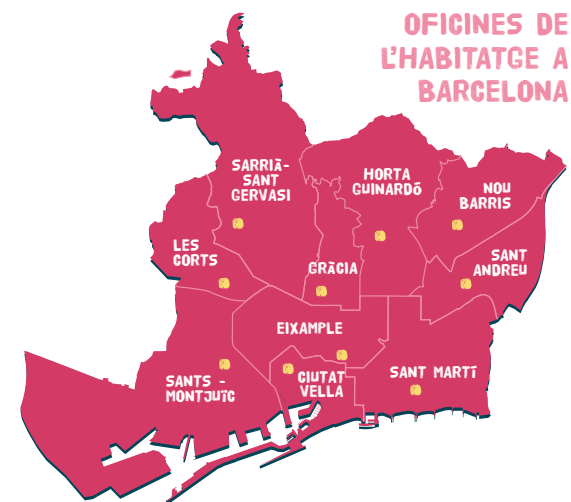 OFICINES DE
L'HABITATGE A
BARCELONA
SARRIÀ-
SANT
GERVASI
HORTA
GUINARDÓ
NOU
BARRIS
LES
CORTS
GRÀCIA
SANT
ANDREU
EIXAMPLE
SANTS -
MONTJUÏC
CIUTAT
VELLA
SANT MARTÍ